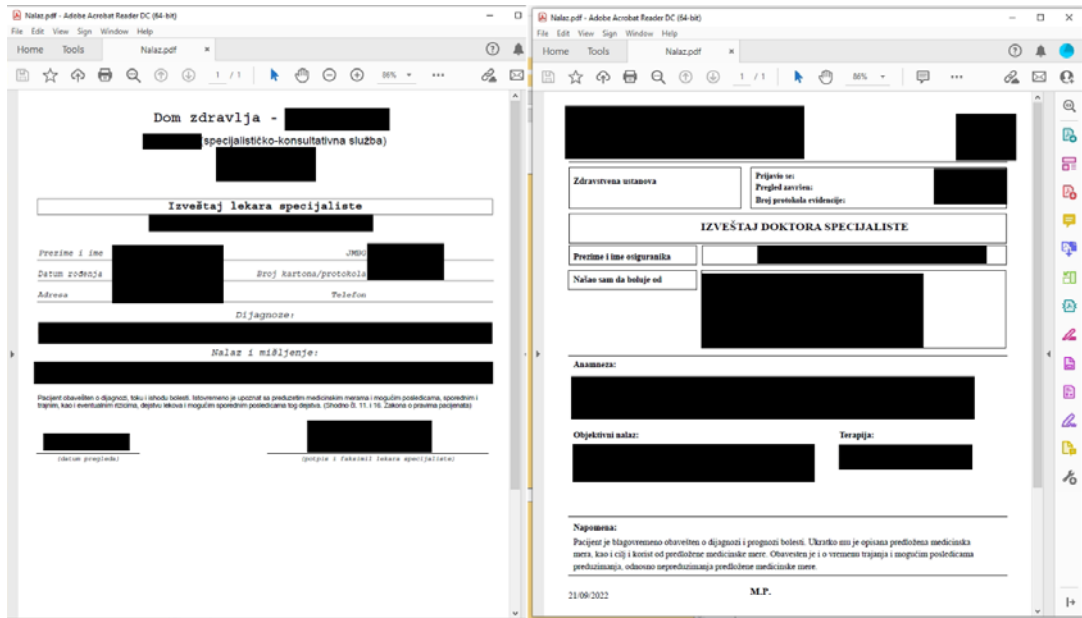 Nalaz.pdf - Adobe Acrobat Reader DC (64-bit)
File Edit View Sign Window Help
Home Tools Nalaz.pdf ×
1 / 1 86%
Dom zdravlja -
(specijalističko-konsultativna služba)
Izveštaj lekara specijaliste
Prezime i ime JMBG
Datum rođenja Broj kartona/protokola
Adresa Telefon
Dijagnoze:
Nalaz i mišljenje:
Pacijent obavešten o dijagnozi, toku i ishodu bolesti. Istovremeno je upoznat sa preduzetim medicinskim merama i mogućim posledicama, sporednim i
trajnim, kao i eventualnim rizicima, dejstvu lekova i mogućim sporednim posledicama tog dejstva. (Shodno čl. 11. i 16. Zakona o pravima pacijenata)
(datum pregleda) (potpis i faksimil lekara specijaliste)
Nalaz.pdf - Adobe Acrobat Reader DC (64-bit)
File Edit View Sign Window Help
Home Tools Nalaz.pdf ×
1 / 1 86%
Zdravstvena ustanova
Prijavio se:
Pregled završen:
Broj protokola evidencije:
IZVEŠTAJ DOKTORA SPECIJALISTE
Prezime i ime osiguranika
Našao sam da boluje od
Anamneza:
Objektivni nalaz: Terapija:
Napomena:
Pacijent je blagovremeno obavešten o dijagnozi i prognozi bolesti. Ukratko mu je opisana predložena medicinska
mera, kao i cilj i korist od predložene medicinske mere. Obavesten je i o vremenu trajanja i mogućim posledicama
preduzimanja, odnosno nepreduzimanja predložene medicinske mere.
21/09/2022 M.P.